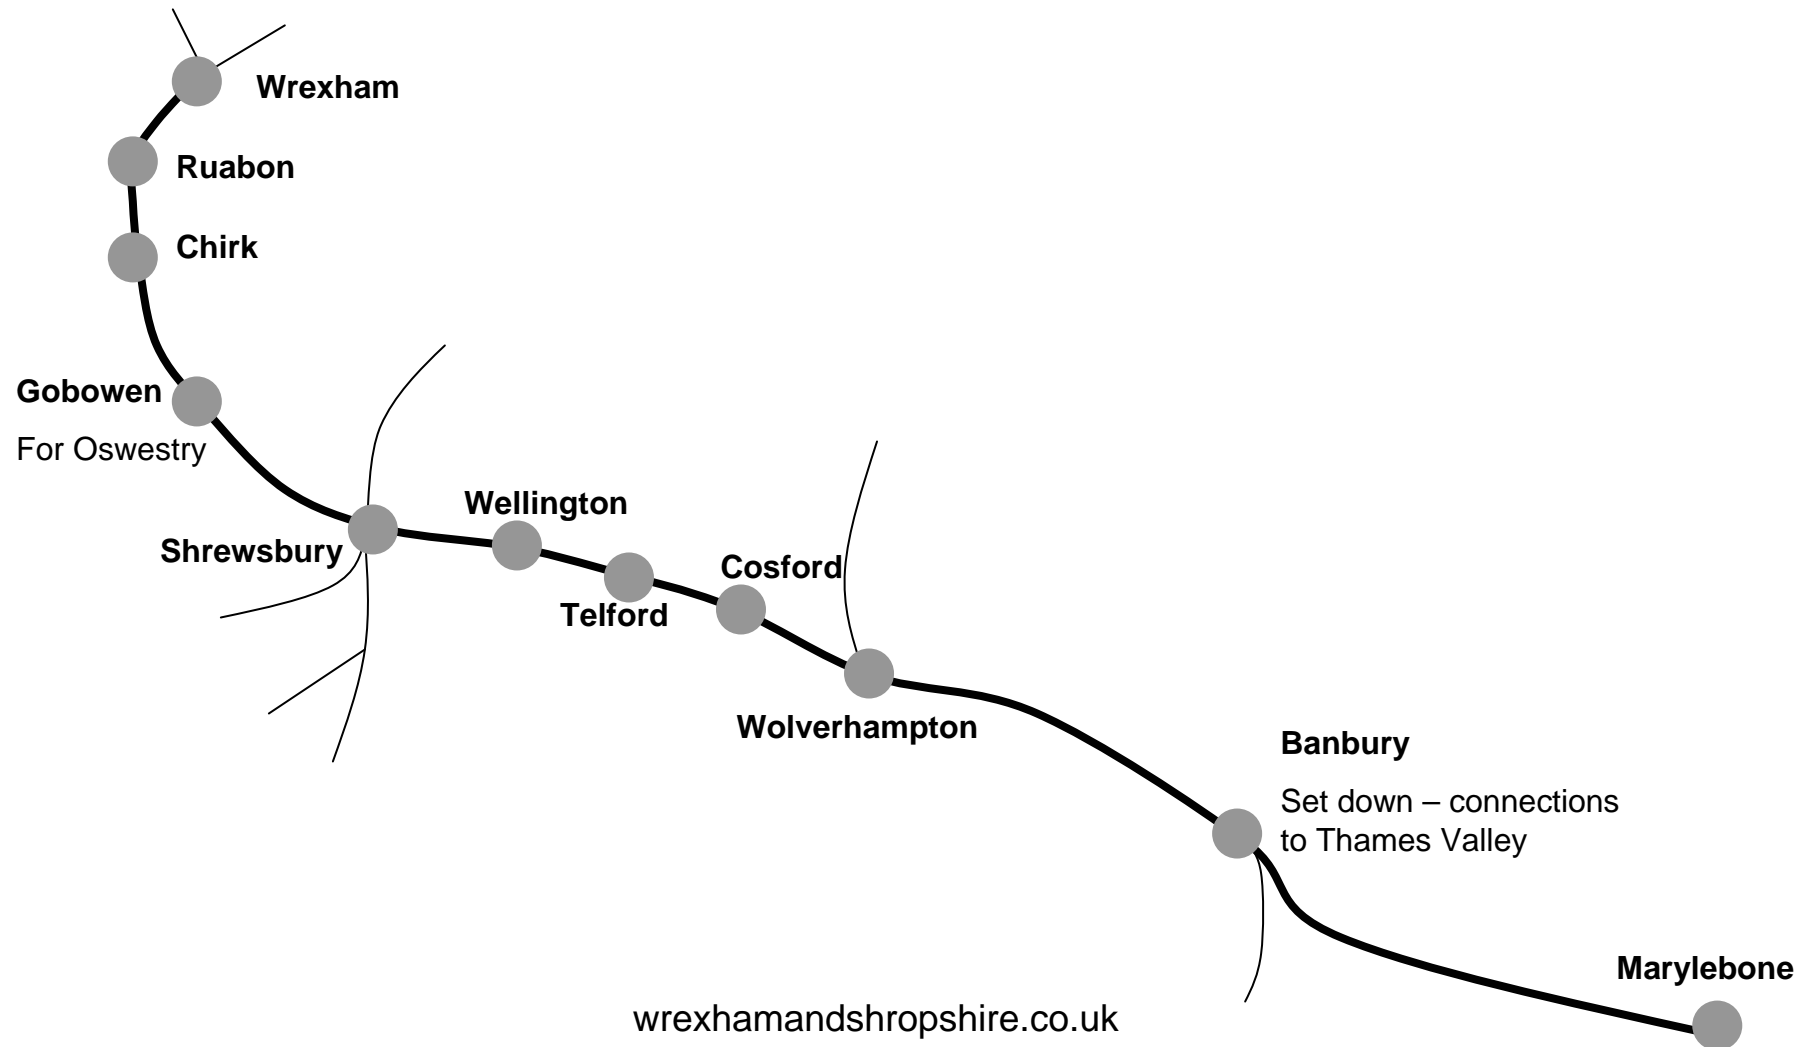 Wrexham
Ruabon
Chirk
Gobowen
For Oswestry
Shrewsbury
Wellington
Telford
Cosford
Wolverhampton
Banbury
Set down – connections
to Thames Valley
Marylebone
wrexhamandshropshire.co.uk